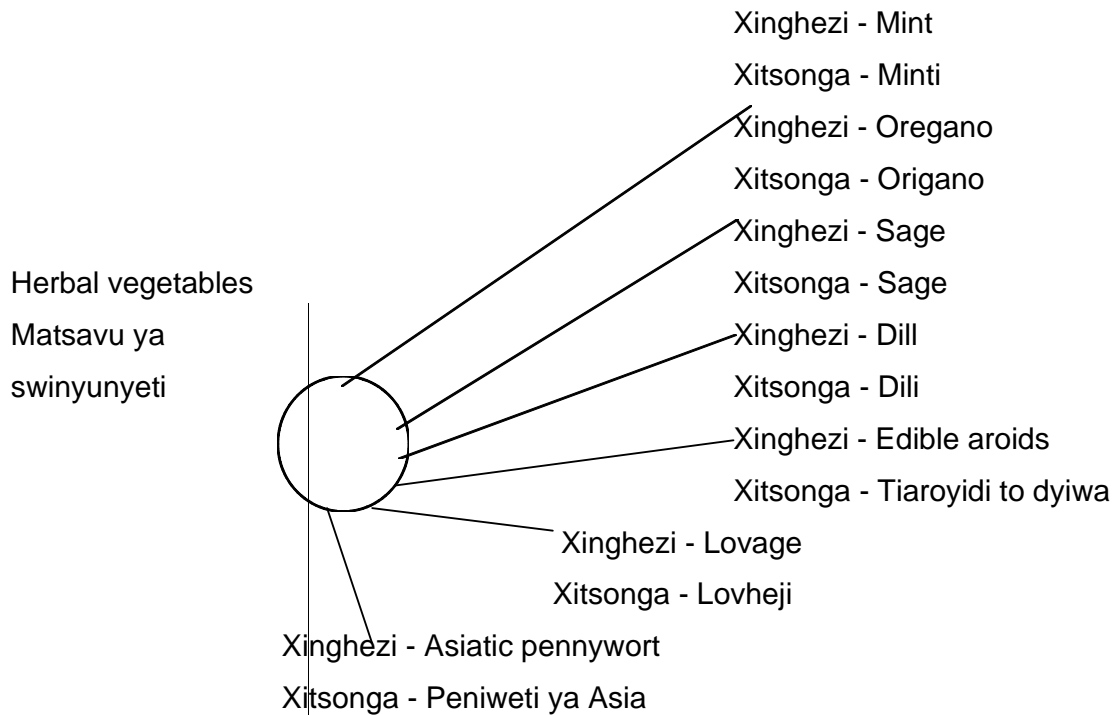 Xinghezi - Mint
Xitsonga - Minti
Xinghezi - Oregano
Xitsonga - Origano
Xinghezi - Sage
Xitsonga - Sage
Herbal vegetables
Matsavu ya
swinyunyeti
Xinghezi - Dill
Xitsonga - Dili
Xinghezi - Edible aroids
Xitsonga - Tiaroyidi to dyiwa
Xinghezi - Lovage
Xitsonga - Lovheji
Xinghezi - Asiatic pennywort
Xitsonga - Peniweti ya Asia